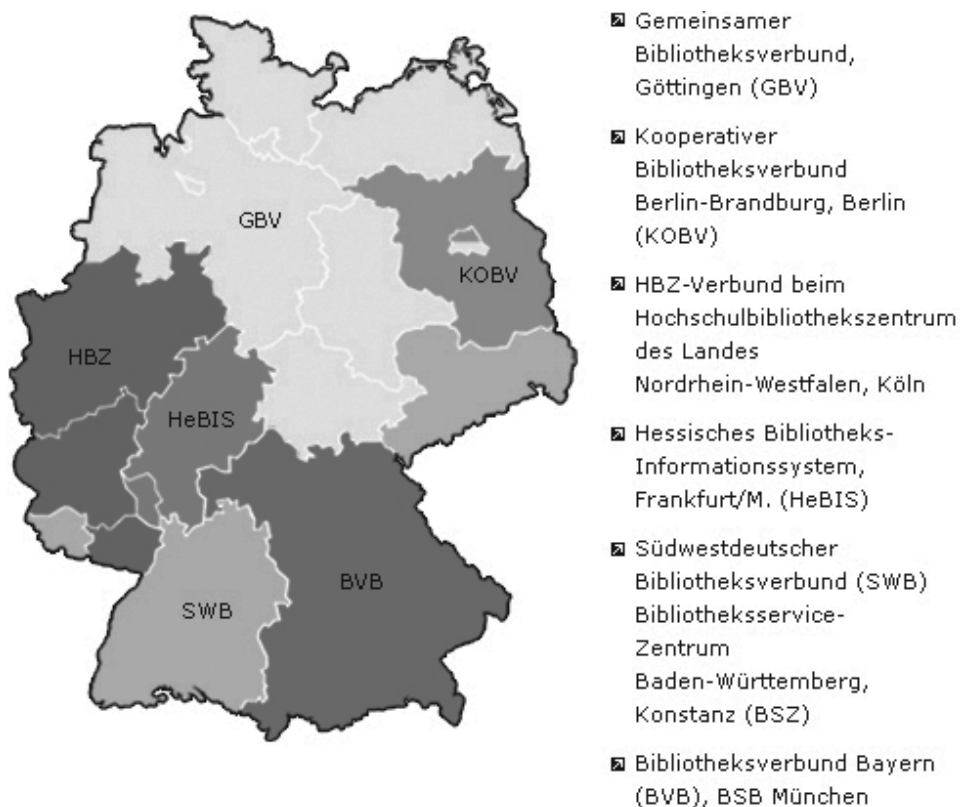 GBV
KOBV
HBZ
HeBIS
BVB
SWB
Gemeinsamer
Bibliotheksverbund,
Göttingen (GBV)
Kooperativer
Bibliotheksverbund
Berlin-Brandburg, Berlin
(KOBV)
HBZ-Verbund beim
Hochschulbibliothekszentrum
des Landes
Nordrhein-Westfalen, Köln
Hessisches Bibliotheks-
Informationssystem,
Frankfurt/M. (HeBIS)
Südwestdeutscher
Bibliotheksverbund (SWB)
Bibliotheksservice-
Zentrum
Baden-Württemberg,
Konstanz (BSZ)
Bibliotheksverbund Bayern
(BVB), BSB München